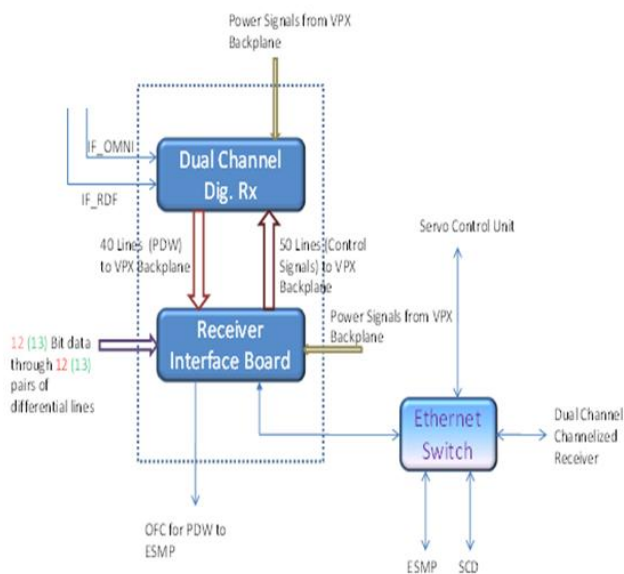 Power Signals from VPX
Backplane
IF_OMNI
Dual Channel
Dig. Rx
IF_RDF
40 Lines (PDW)
to VPX Backplane
50 Lines (Control
Signals) to VPX
Backplane
Servo Control Unit
Power Signals from VPX
Backplane
12 (13) Bit data
through 12 (13)
pairs of
differential lines
Receiver
Interface Board
Ethernet
Switch
Dual Channel
Channelized
Receiver
OFC for PDW to
ESMP
ESMP
SCD